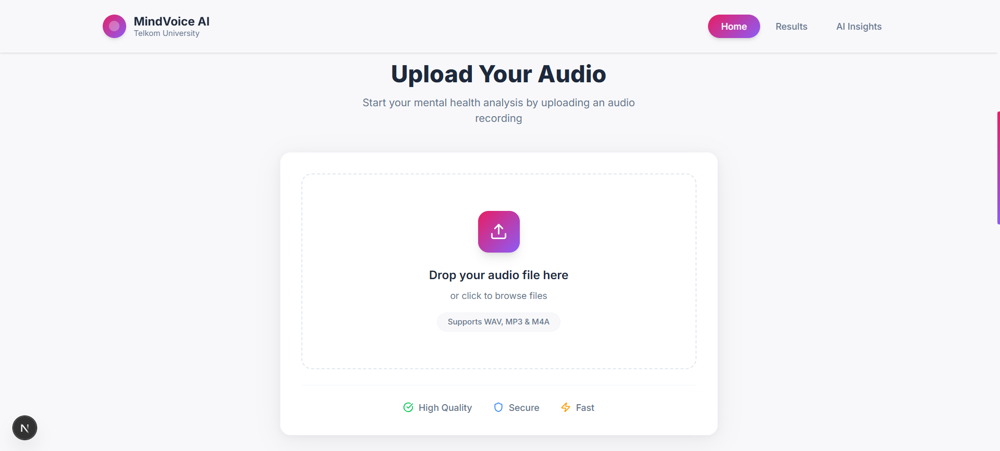 MindVoice AI
Telkom University
Home
Results
AI Insights
Upload Your Audio
Start your mental health analysis by uploading an audio
recording
Drop your audio file here
or click to browse files
Supports WAV, MP3 & M4A
High Quality
Secure
Fast
N